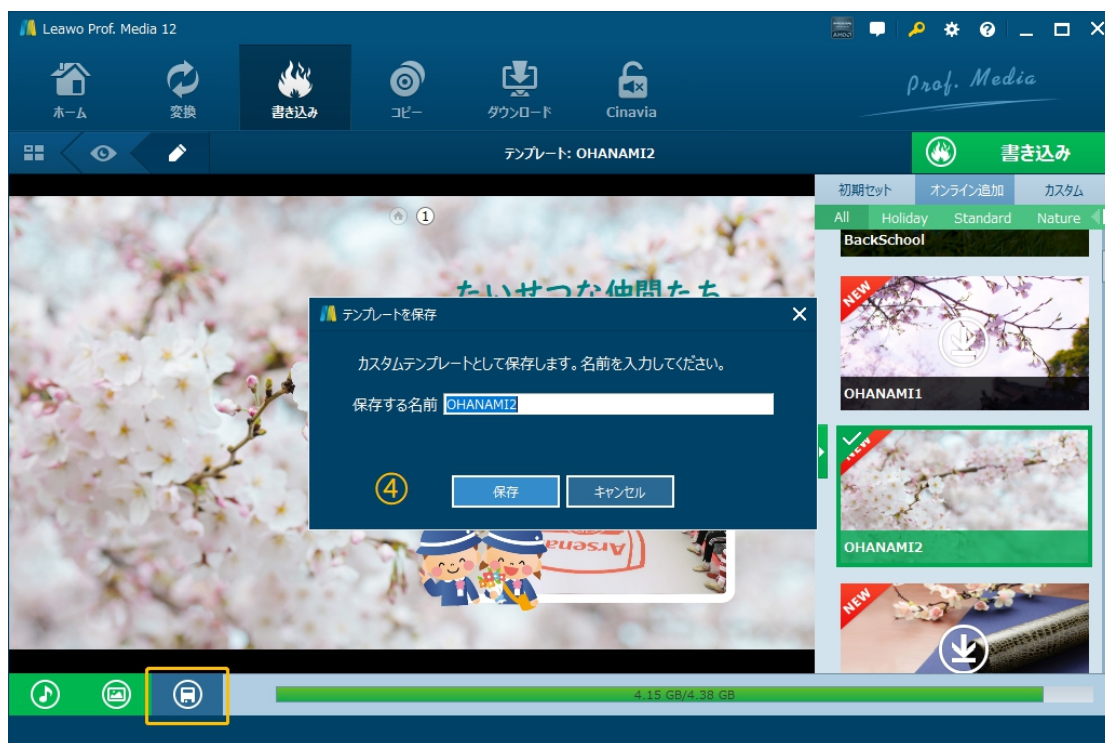 Leawo Prof. Media 12
ホーム
変換
書き込み
コピー
ダウンロード
Cinavia
Prof. Media
テンプレート: OHANAMI2
書き込み
初期セット
オンライン追加
カスタム
All
Holiday
Standard
Nature
BackSchool
1
たいせつな仲間たち
NEW
OHANAMI1
テンプレートを保存
カスタムテンプレートとして保存します。名前を入力してください。
保存する名前 OHANAMI2
④
保存
キャンセル
NEW
OHANAMI2
Arsena
NEW
4.15 GB/4.38 GB